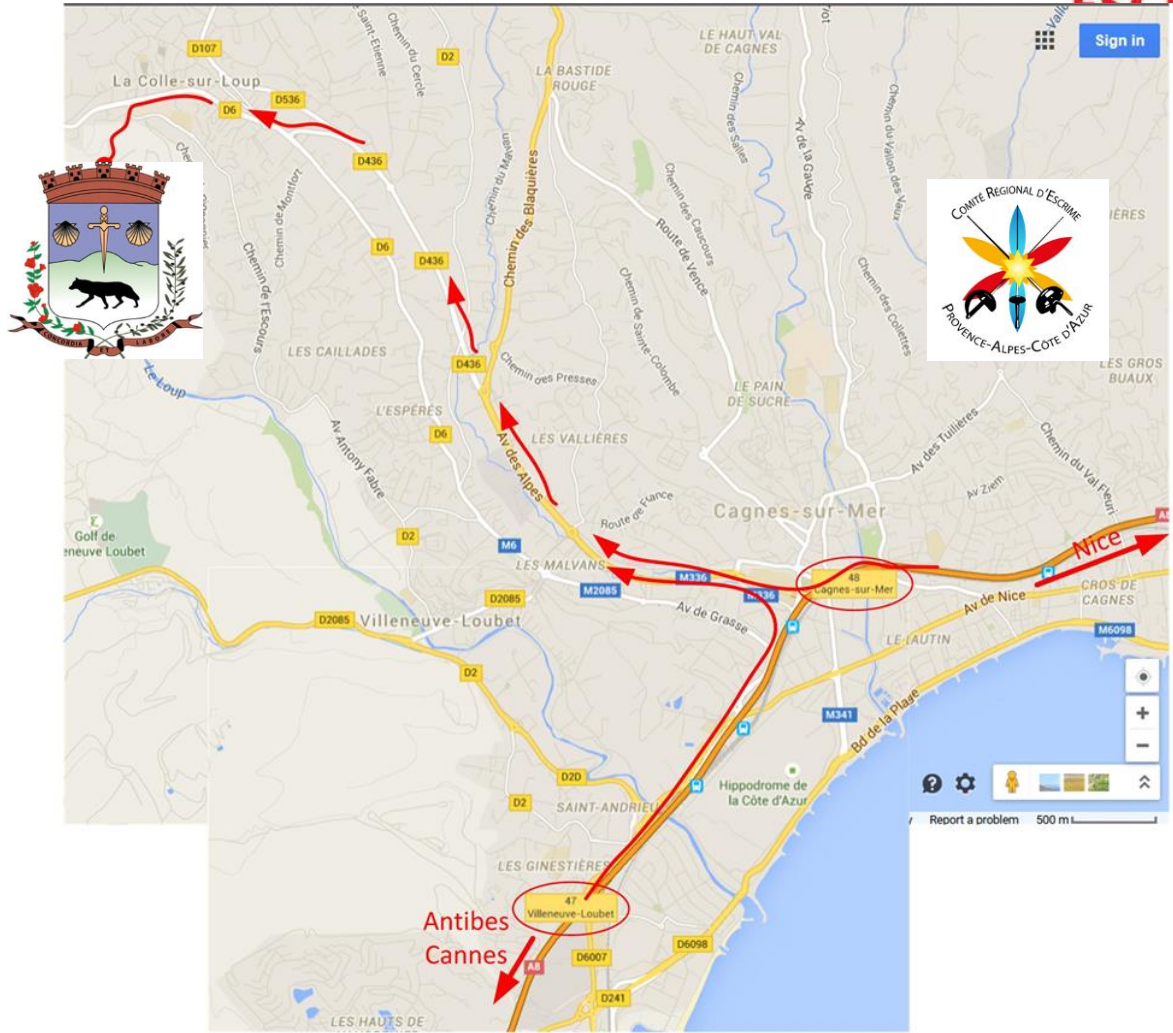 Sign in
LE HAUT VAL
DE CAGNES
D107
Chemin du Cercle
D2
LA BASTIDE
ROUGE
La Colle-sur-Loup
D6
D536
D436
Chemin du Malvan
Chemin des Blaquières
Chemin des Salles
Av de la Gaude
Chemin du Vallon des Vaux
Chemin de Montfort
Chemin des Caucours
Route de Vence
COMITÉ RÉGIONAL D'ESCRIME
PROVENCE-ALPES-CÔTE D'AZUR
D6
D436
Chemin de l'Escours
Chemin de Sainte-Colombe
Chemin des Collettes
CONCORDIA ET LABORE
LES CAILLADES
D436
Chemin des Presses
LES GROS
BUAUX
Le Loup
LE PAIN
DE SUCRE
L'ESPÉRÈS
D6
LES VALLIÈRES
Av Antony Fabre
Av des Alpes
Av des Tuilières
Chemin du Val Fleuri
Av Ziem
Route de France
Cagnes-sur-Mer
Golf de
eneuve Loubet
D2
M6
LES MALVANS
Nice
M336
M336
48
Cagnes-sur-Mer
CROS DE
CAGNES
D2085
M2085
Av de Grasse
Av de Nice
D2085
Villeneuve-Loubet
LE LAUTIN
M6098
D2
M341
Bd de la Plage
D2D
D2
Hippodrome de
la Côte d'Azur
SAINT-ANDRIEU
Report a problem
500 m
LES GINESTIÈRES
47
Villeneuve-Loubet
Antibes
Cannes
D6098
A8
D6007
D241
LES HAUTS DE